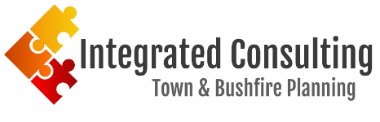 Integrated Consulting
Town & Bushfire Planning